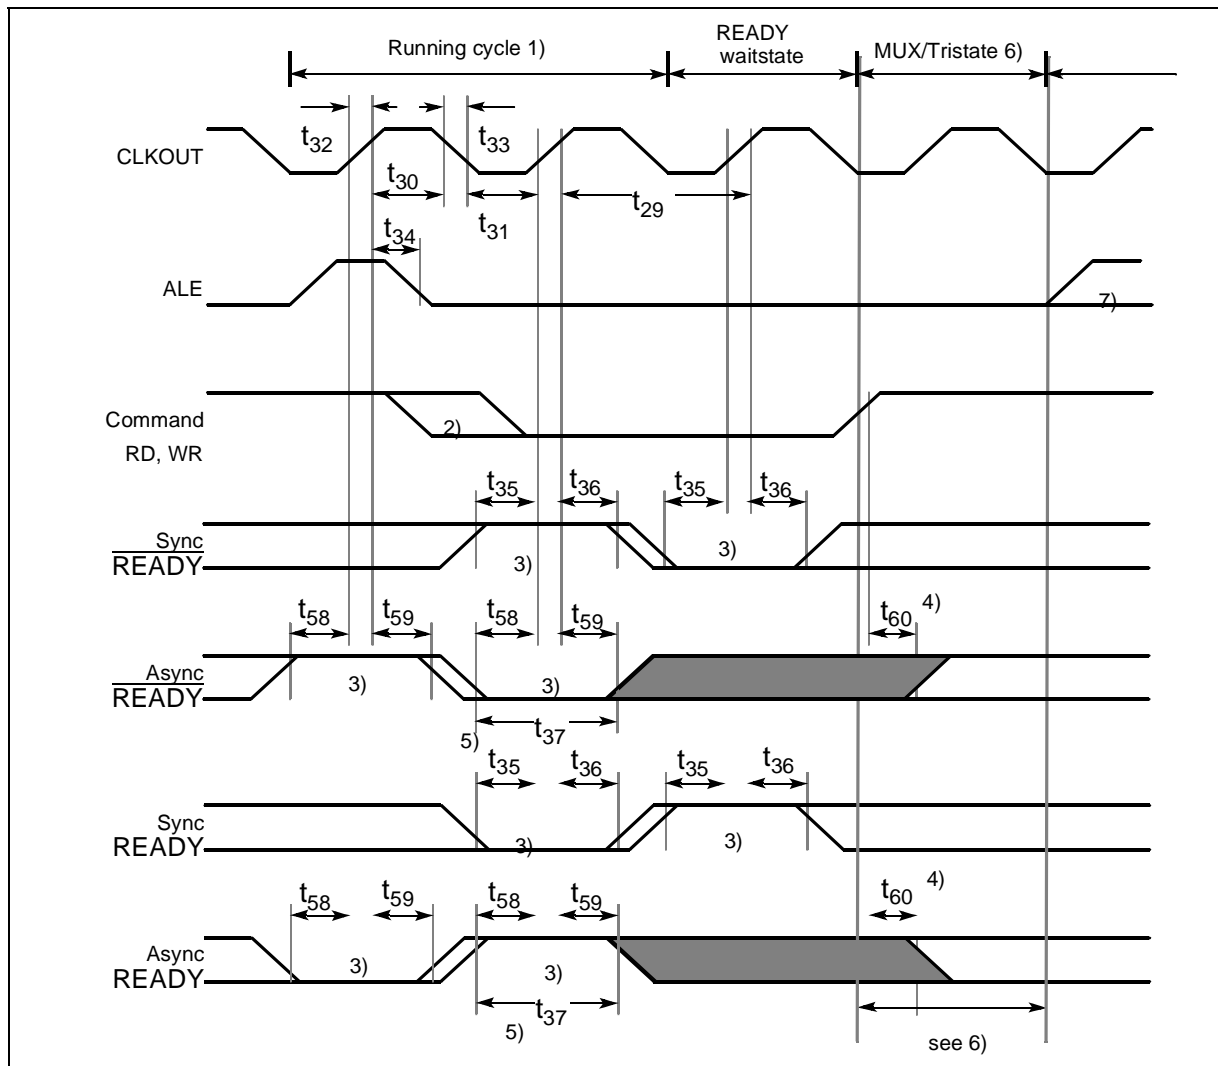 READY
Running cycle 1)
waitstate
MUX/Tristate 6)
t32
t33
CLKOUT
t30
t31
t29
t34
ALE
7)
Command
2)
RD, WR
t35
t36
t35
t36
Sync
READY
3)
3)
t58
t59
t58
t59
t60
4)
Async
READY
3)
3)
5)
t37
t35
t36
t35
t36
Sync
READY
3)
3)
t58
t59
t58
t59
t60
4)
Async
READY
3)
3)
5)
t37
see 6)